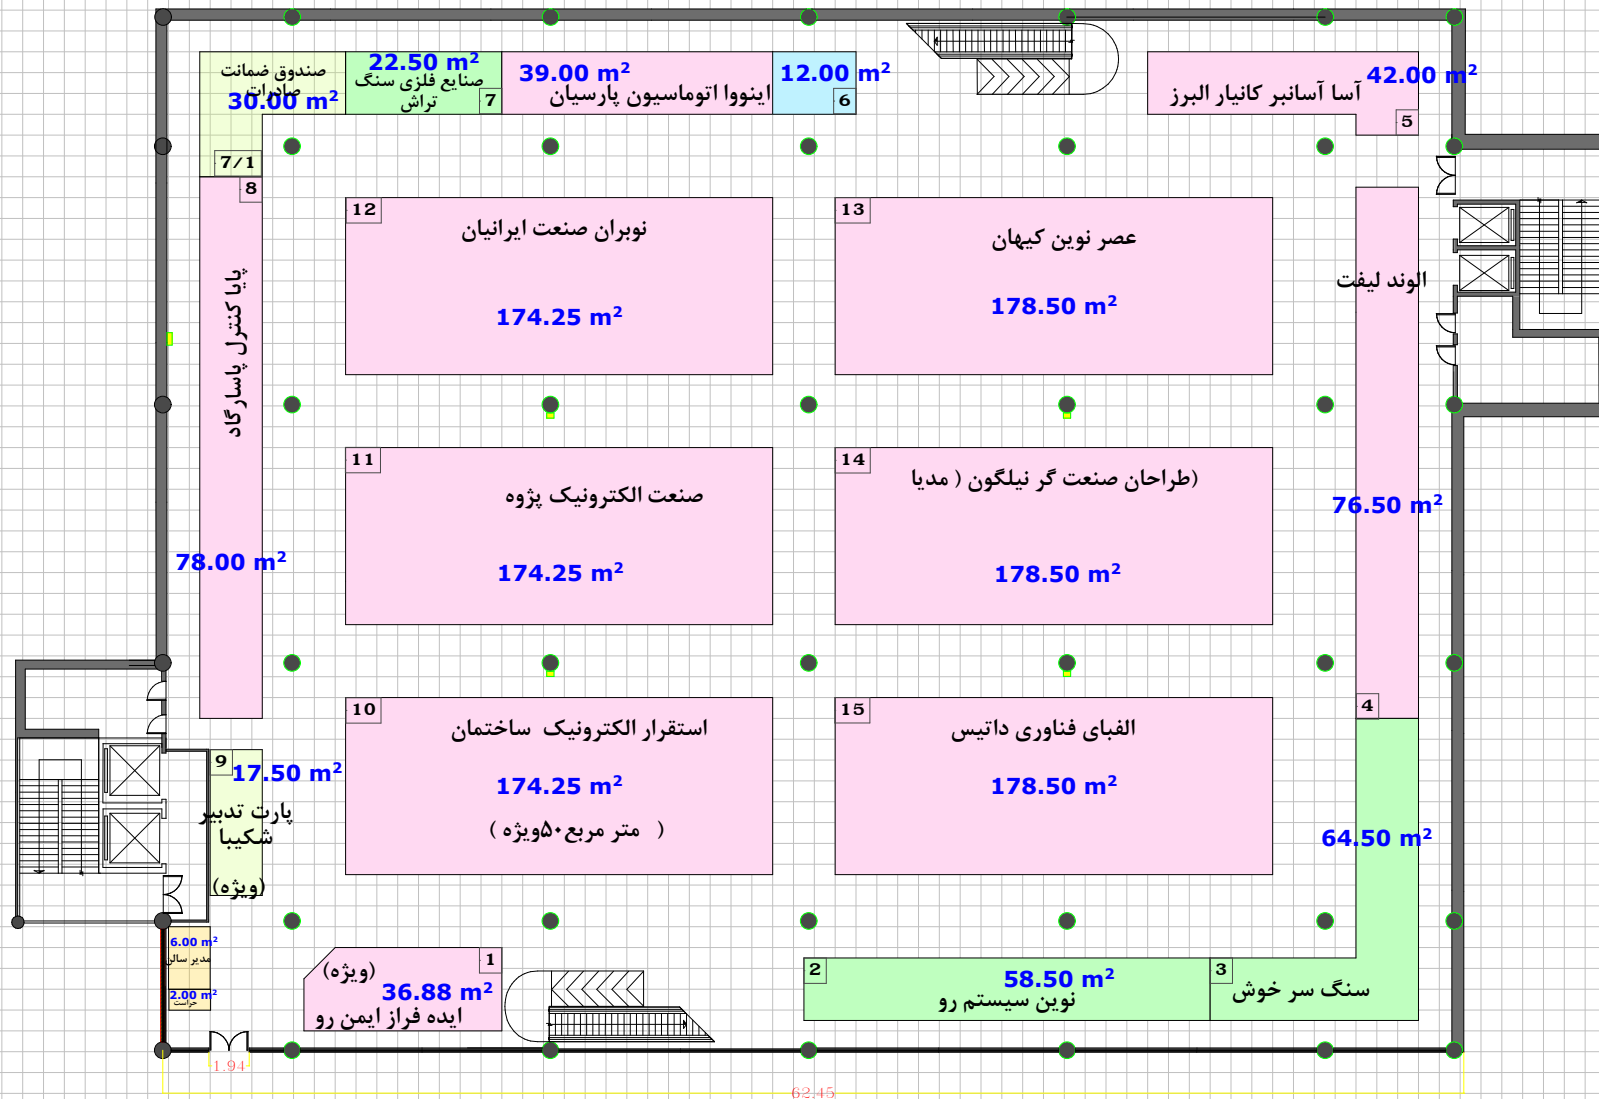 صندوق ضمانت
صادرات
30.00 m²
7/1
22.50 m²
صنایع فلزی سنگ
تراش
7
39.00 m²
اینووا اتوماسیون پارسیان
12.00 m²
6
42.00 m²
آسا آسانبر کانیار البرز
5
8
پایا کنترل پاسارگاد
78.00 m²
12
نوبران صنعت ایرانیان
174.25 m²
13
عصر نوین کیهان
178.50 m²
الوند لیفت
76.50 m²
4
11
صنعت الکترونیک پژوه
174.25 m²
14
(طراحان صنعت گر نیلگون ( مدیا
178.50 m²
10
استقرار الکترونیک ساختمان
174.25 m²
( متر مربع۵۰ویژه )
15
الفبای فناوری داتیس
178.50 m²
64.50 m²
9
17.50 m²
پارت تدبیر
شکیبا
(ویژه)
6.00 m²
مدیر سالن
2.00 m²
حراست
1
(ویژه)
36.88 m²
ایده فراز ایمن رو
2
58.50 m²
نوین سیستم رو
3
سنگ سر خوش
1.94
62.45